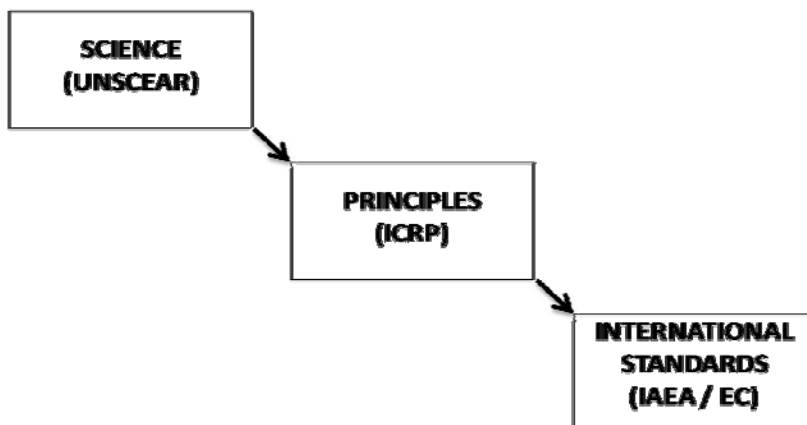 SCIENCE
(UNSCEAR)
PRINCIPLES
(ICRP)
INTERNATIONAL
STANDARDS
(IAEA / EC)